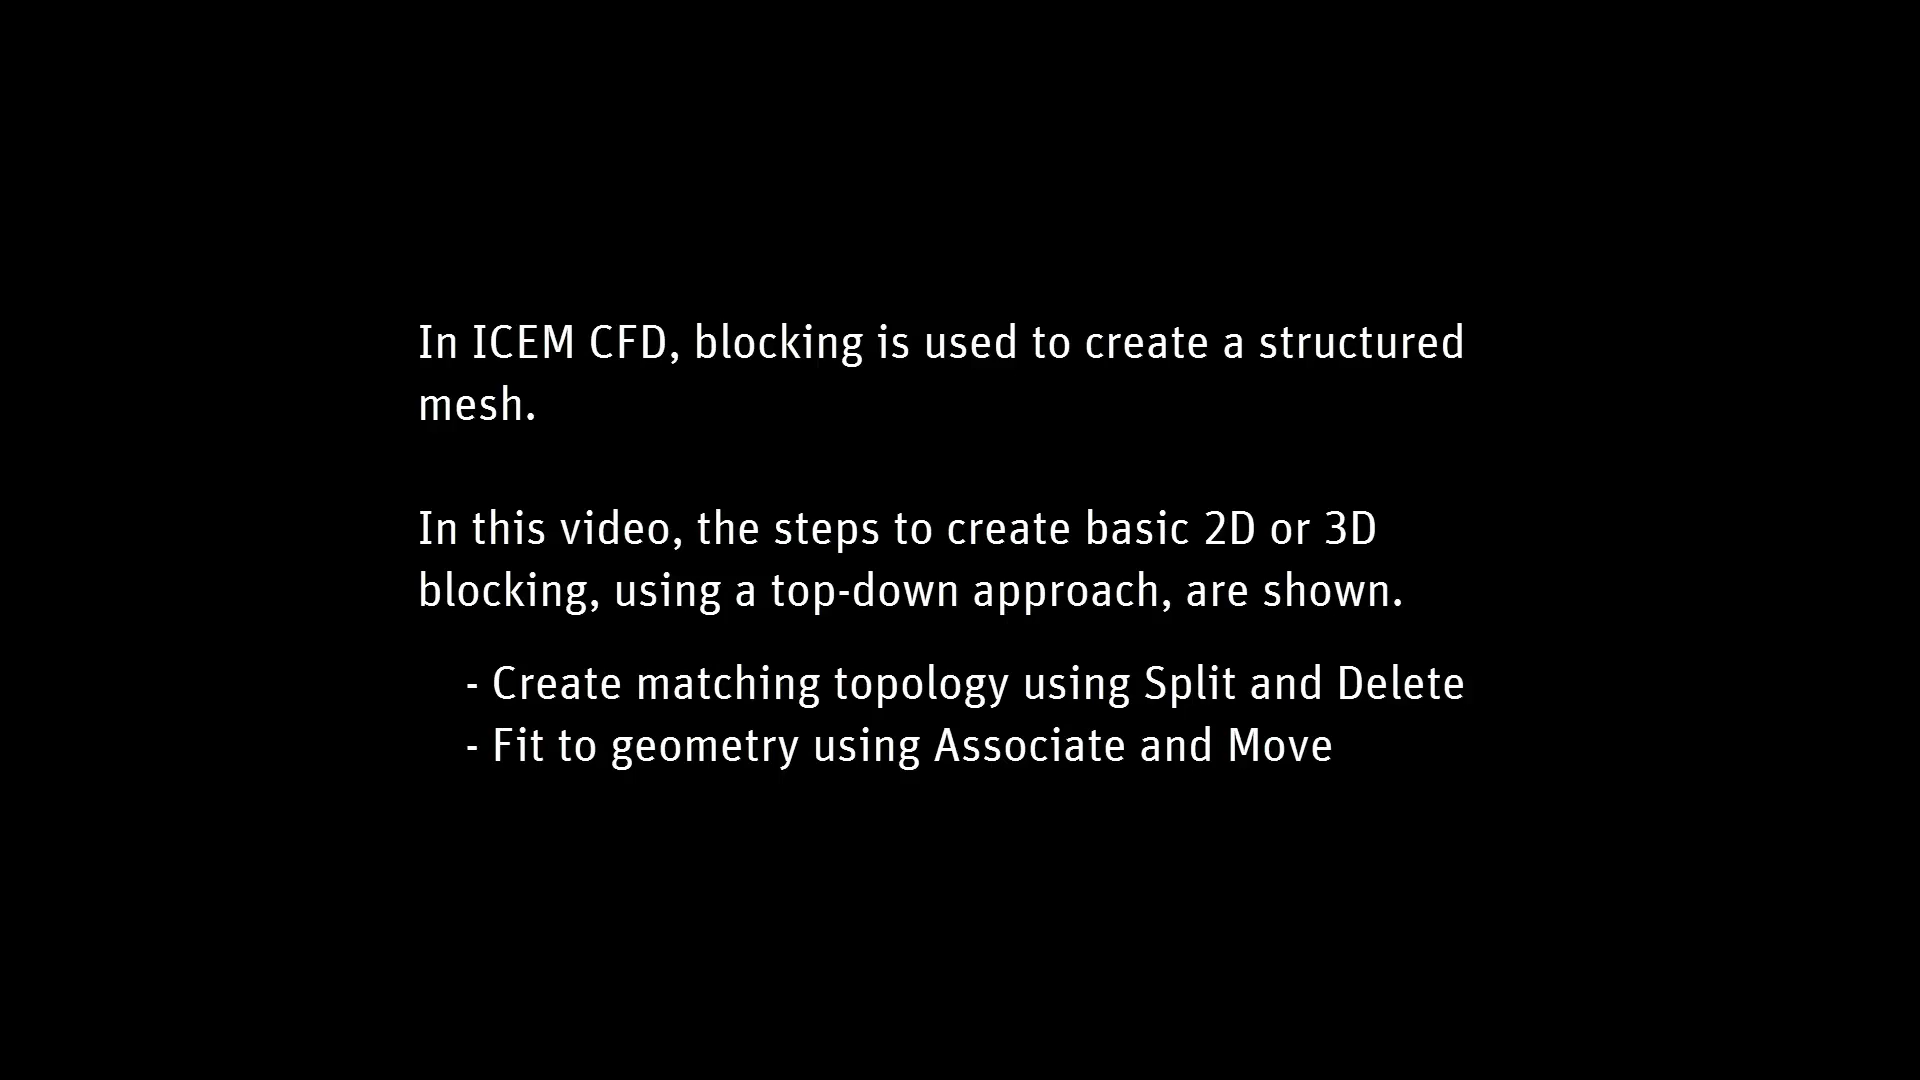 In ICEM CFD, blocking is used to create a structured
mesh.
In this video, the steps to create basic 2D or 3D
blocking, using a top-down approach, are shown.
- Create matching topology using Split and Delete
- Fit to geometry using Associate and Move